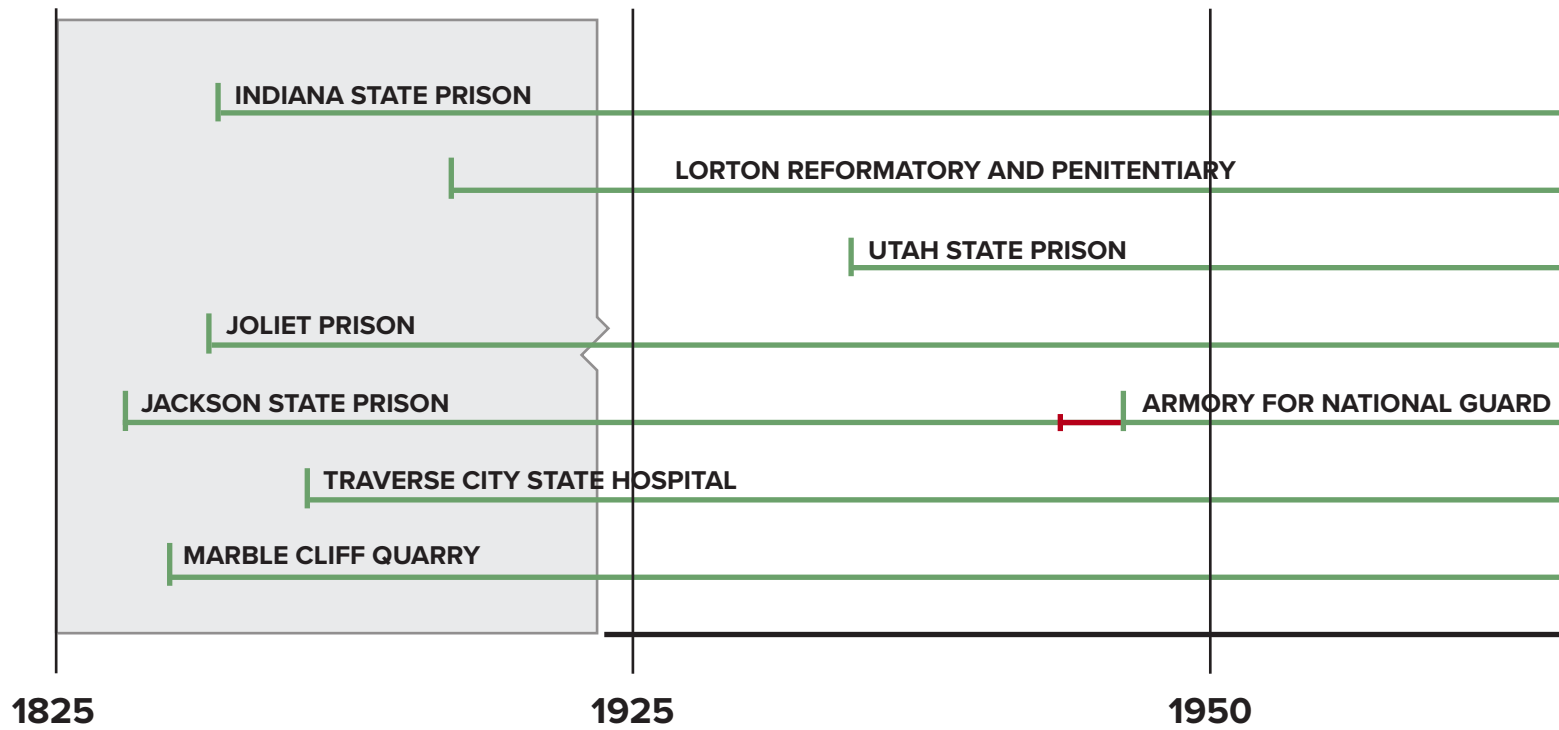 INDIANA STATE PRISON
LORTON REFORMATORY AND PENITENTIARY
UTAH STATE PRISON
JOLIET PRISON
JACKSON STATE PRISON
ARMORY FOR NATIONAL GUARD
TRAVERSE CITY STATE HOSPITAL
MARBLE CLIFF QUARRY
1825
1925
1950